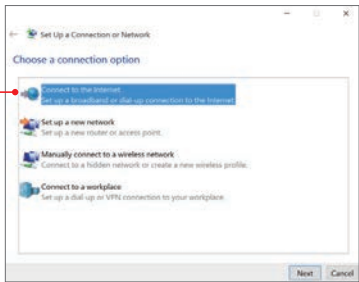 Set Up a Connection or Network
Choose a connection option
Connect to the Internet
Set up a broadband or dial-up connection to the Internet.
Set up a new network
Set up a new router or access point.
Manually connect to a wireless network
Connect to a hidden network or create a new wireless profile.
Connect to a workplace
Set up a dial-up or VPN connection to your workplace.
Next Cancel